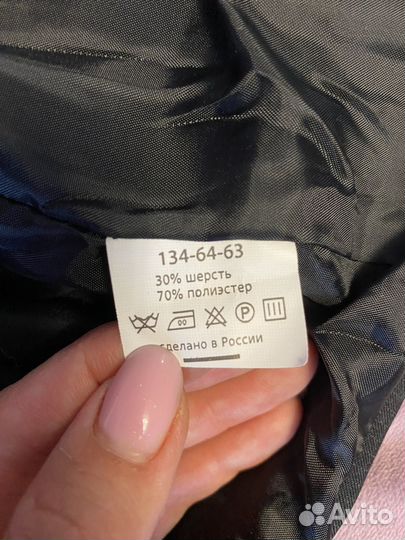 134-64-63
30% шерсть
70% полиэстер
P
сделано в России
Avito